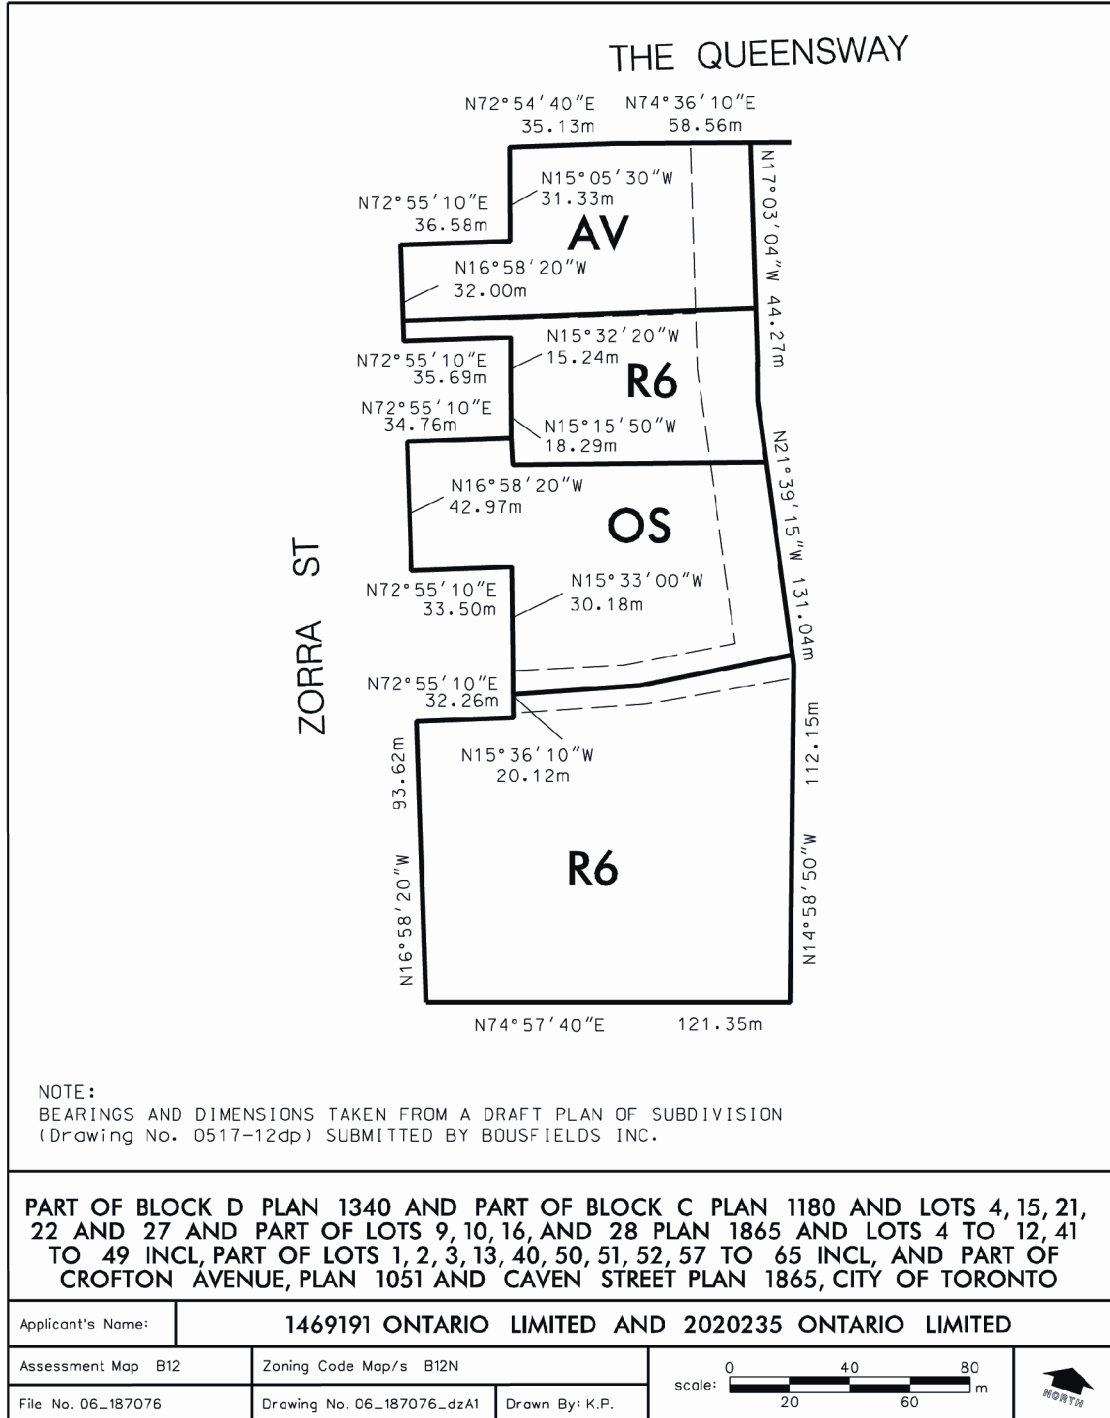 THE QUEENSWAY
N72°54'40"E N74°36'10"E
35.13m 58.56m
N15°05'30"W
31.33m
N72°55'10"E
36.58m
AV
N17°03'04"W 44.27m
N16°58'20"W
32.00m
N15°32'20"W
15.24m
N72°55'10"E
35.69m
R6
N72°55'10"E
34.76m
N15°15'50"W
18.29m
N21°39'15"W 131.04m
N16°58'20"W
42.97m
OS
ZORRA ST
N72°55'10"E
33.50m
N15°33'00"W
30.18m
N72°55'10"E
32.26m
N15°36'10"W
20.12m
N16°58'20"W 93.62m
N14°58'50"W 112.15m
R6
N74°57'40"E 121.35m
NOTE:
BEARINGS AND DIMENSIONS TAKEN FROM A DRAFT PLAN OF SUBDIVISION
(Drawing No. 0517-12dp) SUBMITTED BY BOUSFIELDS INC.
PART OF BLOCK D PLAN 1340 AND PART OF BLOCK C PLAN 1180 AND LOTS 4, 15, 21,
22 AND 27 AND PART OF LOTS 9, 10, 16, AND 28 PLAN 1865 AND LOTS 4 TO 12, 41
TO 49 INCL, PART OF LOTS 1, 2, 3, 13, 40, 50, 51, 52, 57 TO 65 INCL, AND PART OF
CROFTON AVENUE, PLAN 1051 AND CAVEN STREET PLAN 1865, CITY OF TORONTO
Applicant's Name: 1469191 ONTARIO LIMITED AND 2020235 ONTARIO LIMITED
Assessment Map B12 Zoning Code Map/s B12N
File No. 06_187076 Drawing No. 06_187076_dzA1 Drawn By: K.P.
0 40 80
scale: m
20 60
NORTH